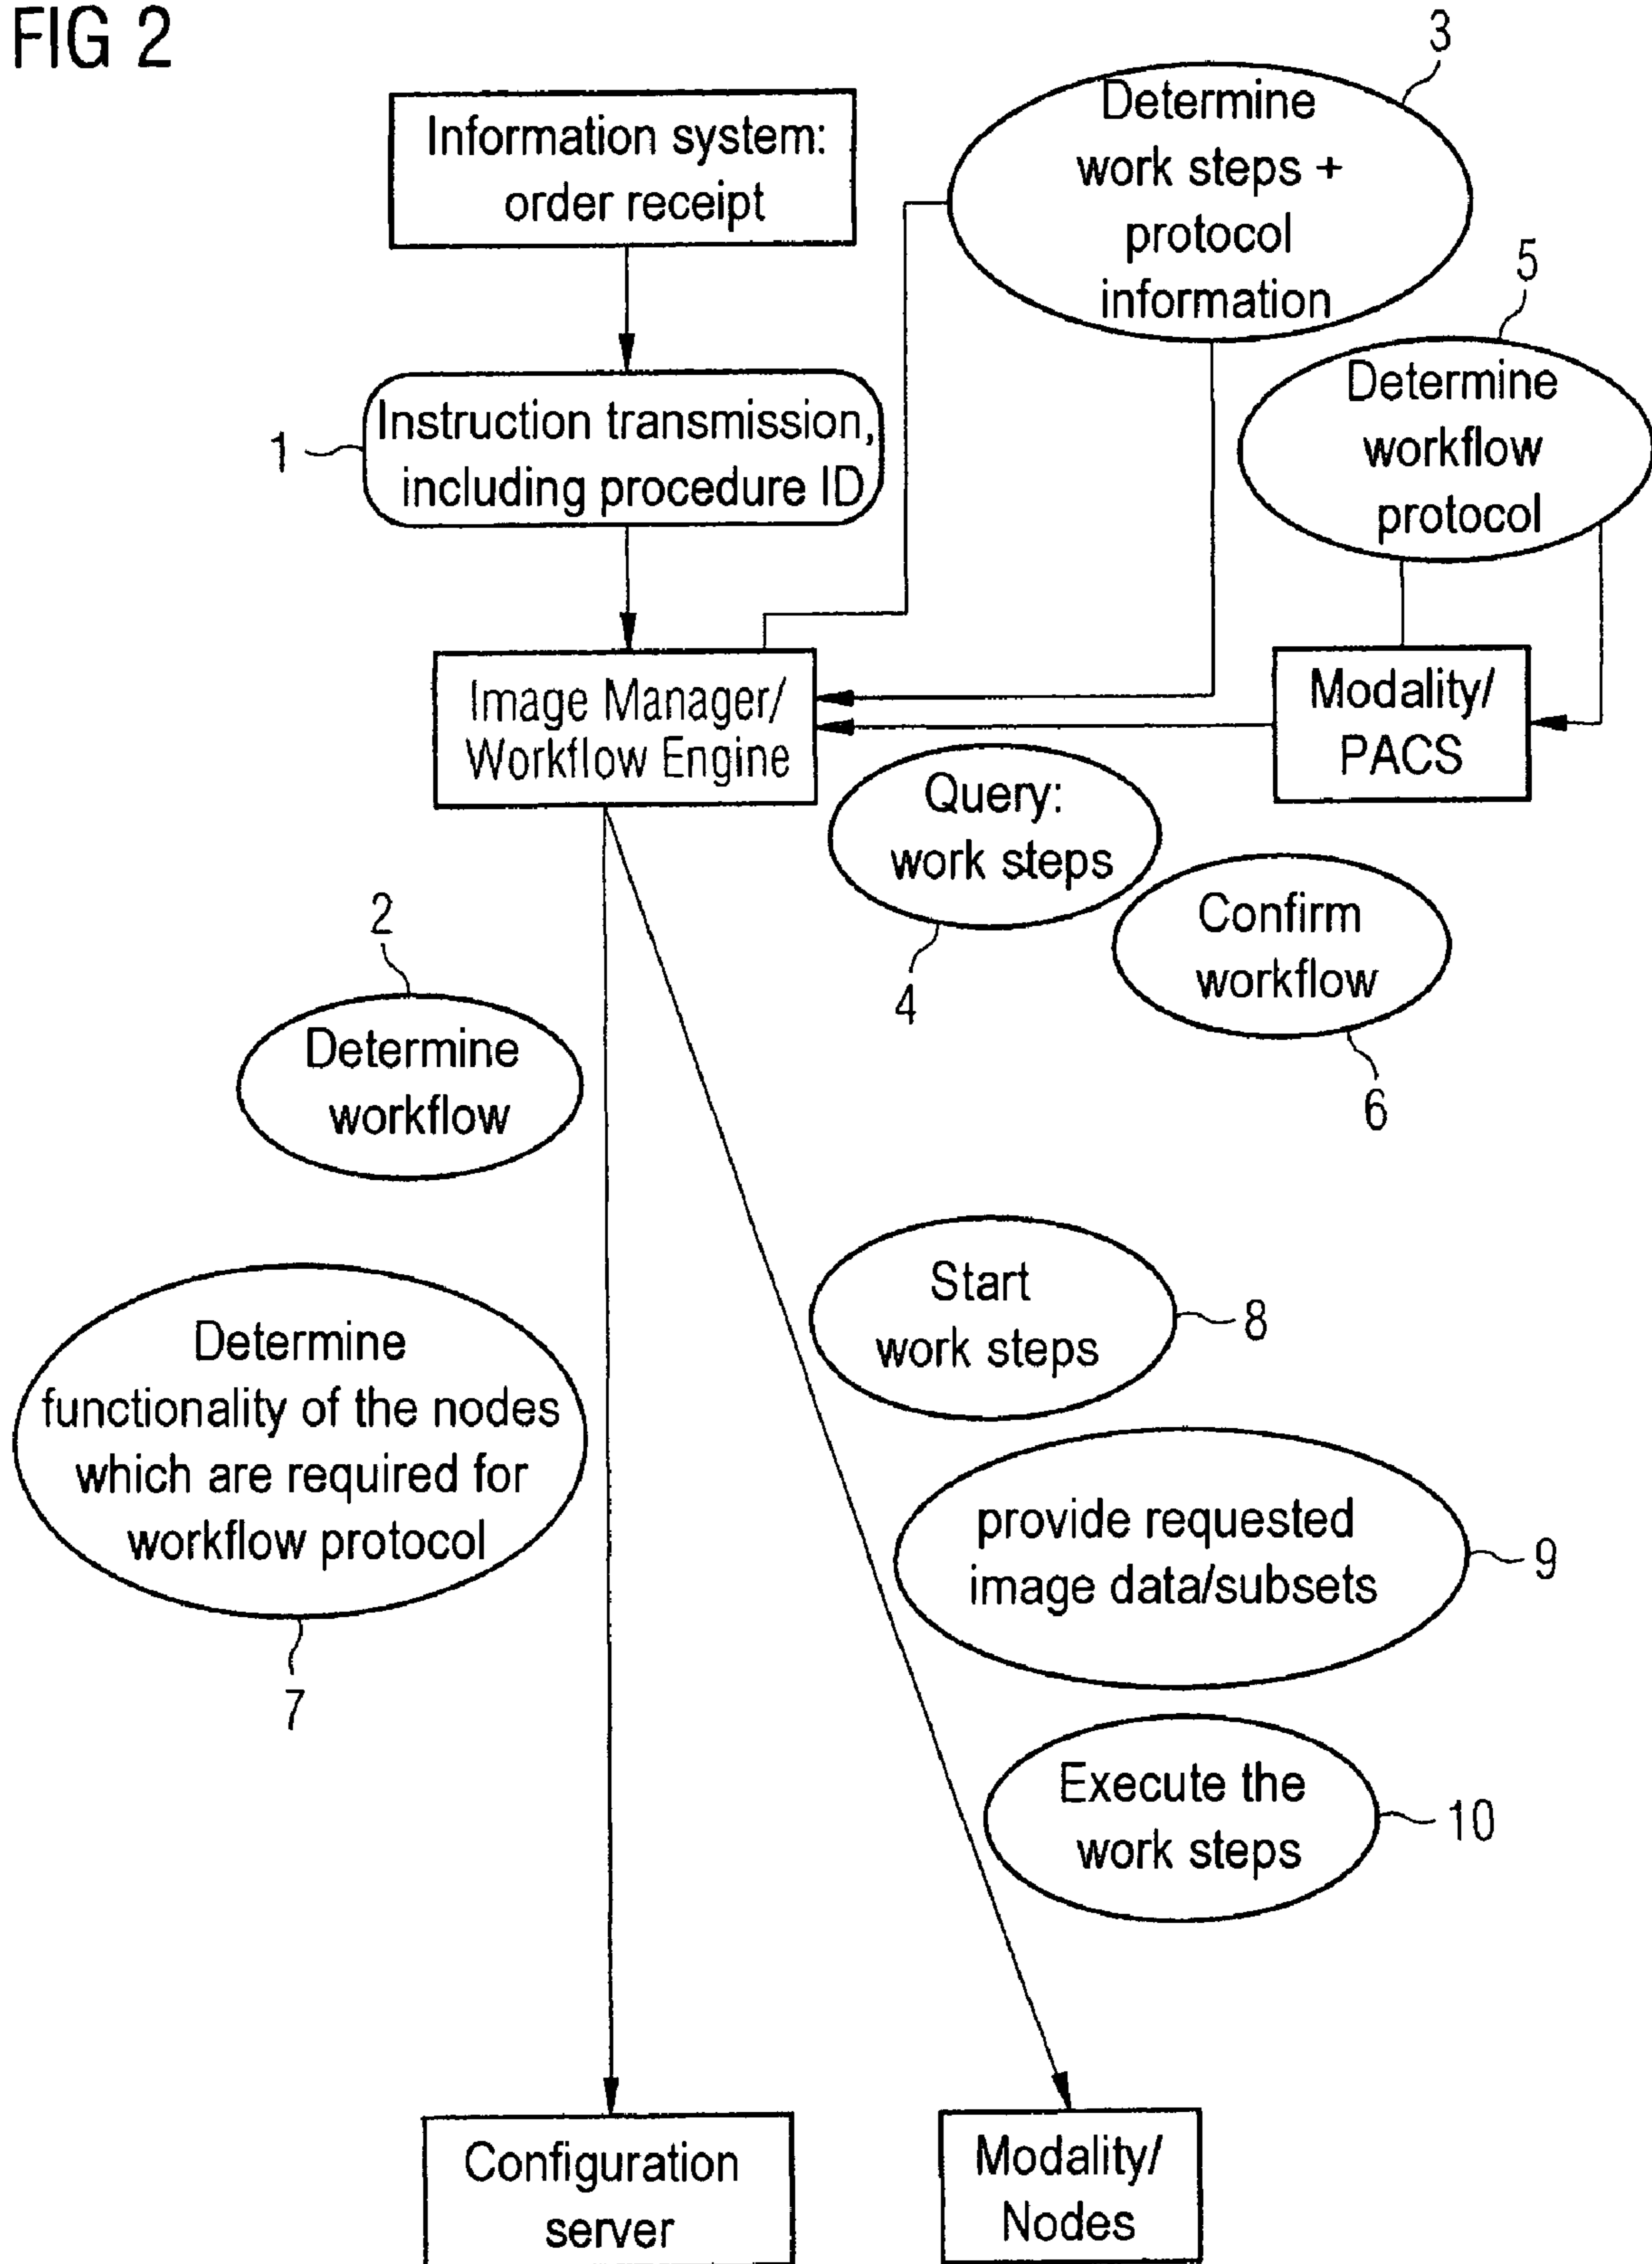 FIG 2
3
Information system:
order receipt
Determine
work steps +
protocol
information
5
1
Instruction transmission,
including procedure ID
Determine
workflow
protocol
Image Manager/
Workflow Engine
Modality/
PACS
Query:
work steps
4
Confirm
workflow
6
2
Determine
workflow
Start
work steps
8
Determine
functionality of the nodes
which are required for
workflow protocol
7
provide requested
image data/subsets
9
Execute the
work steps
10
Configuration
server
Modality/
Nodes